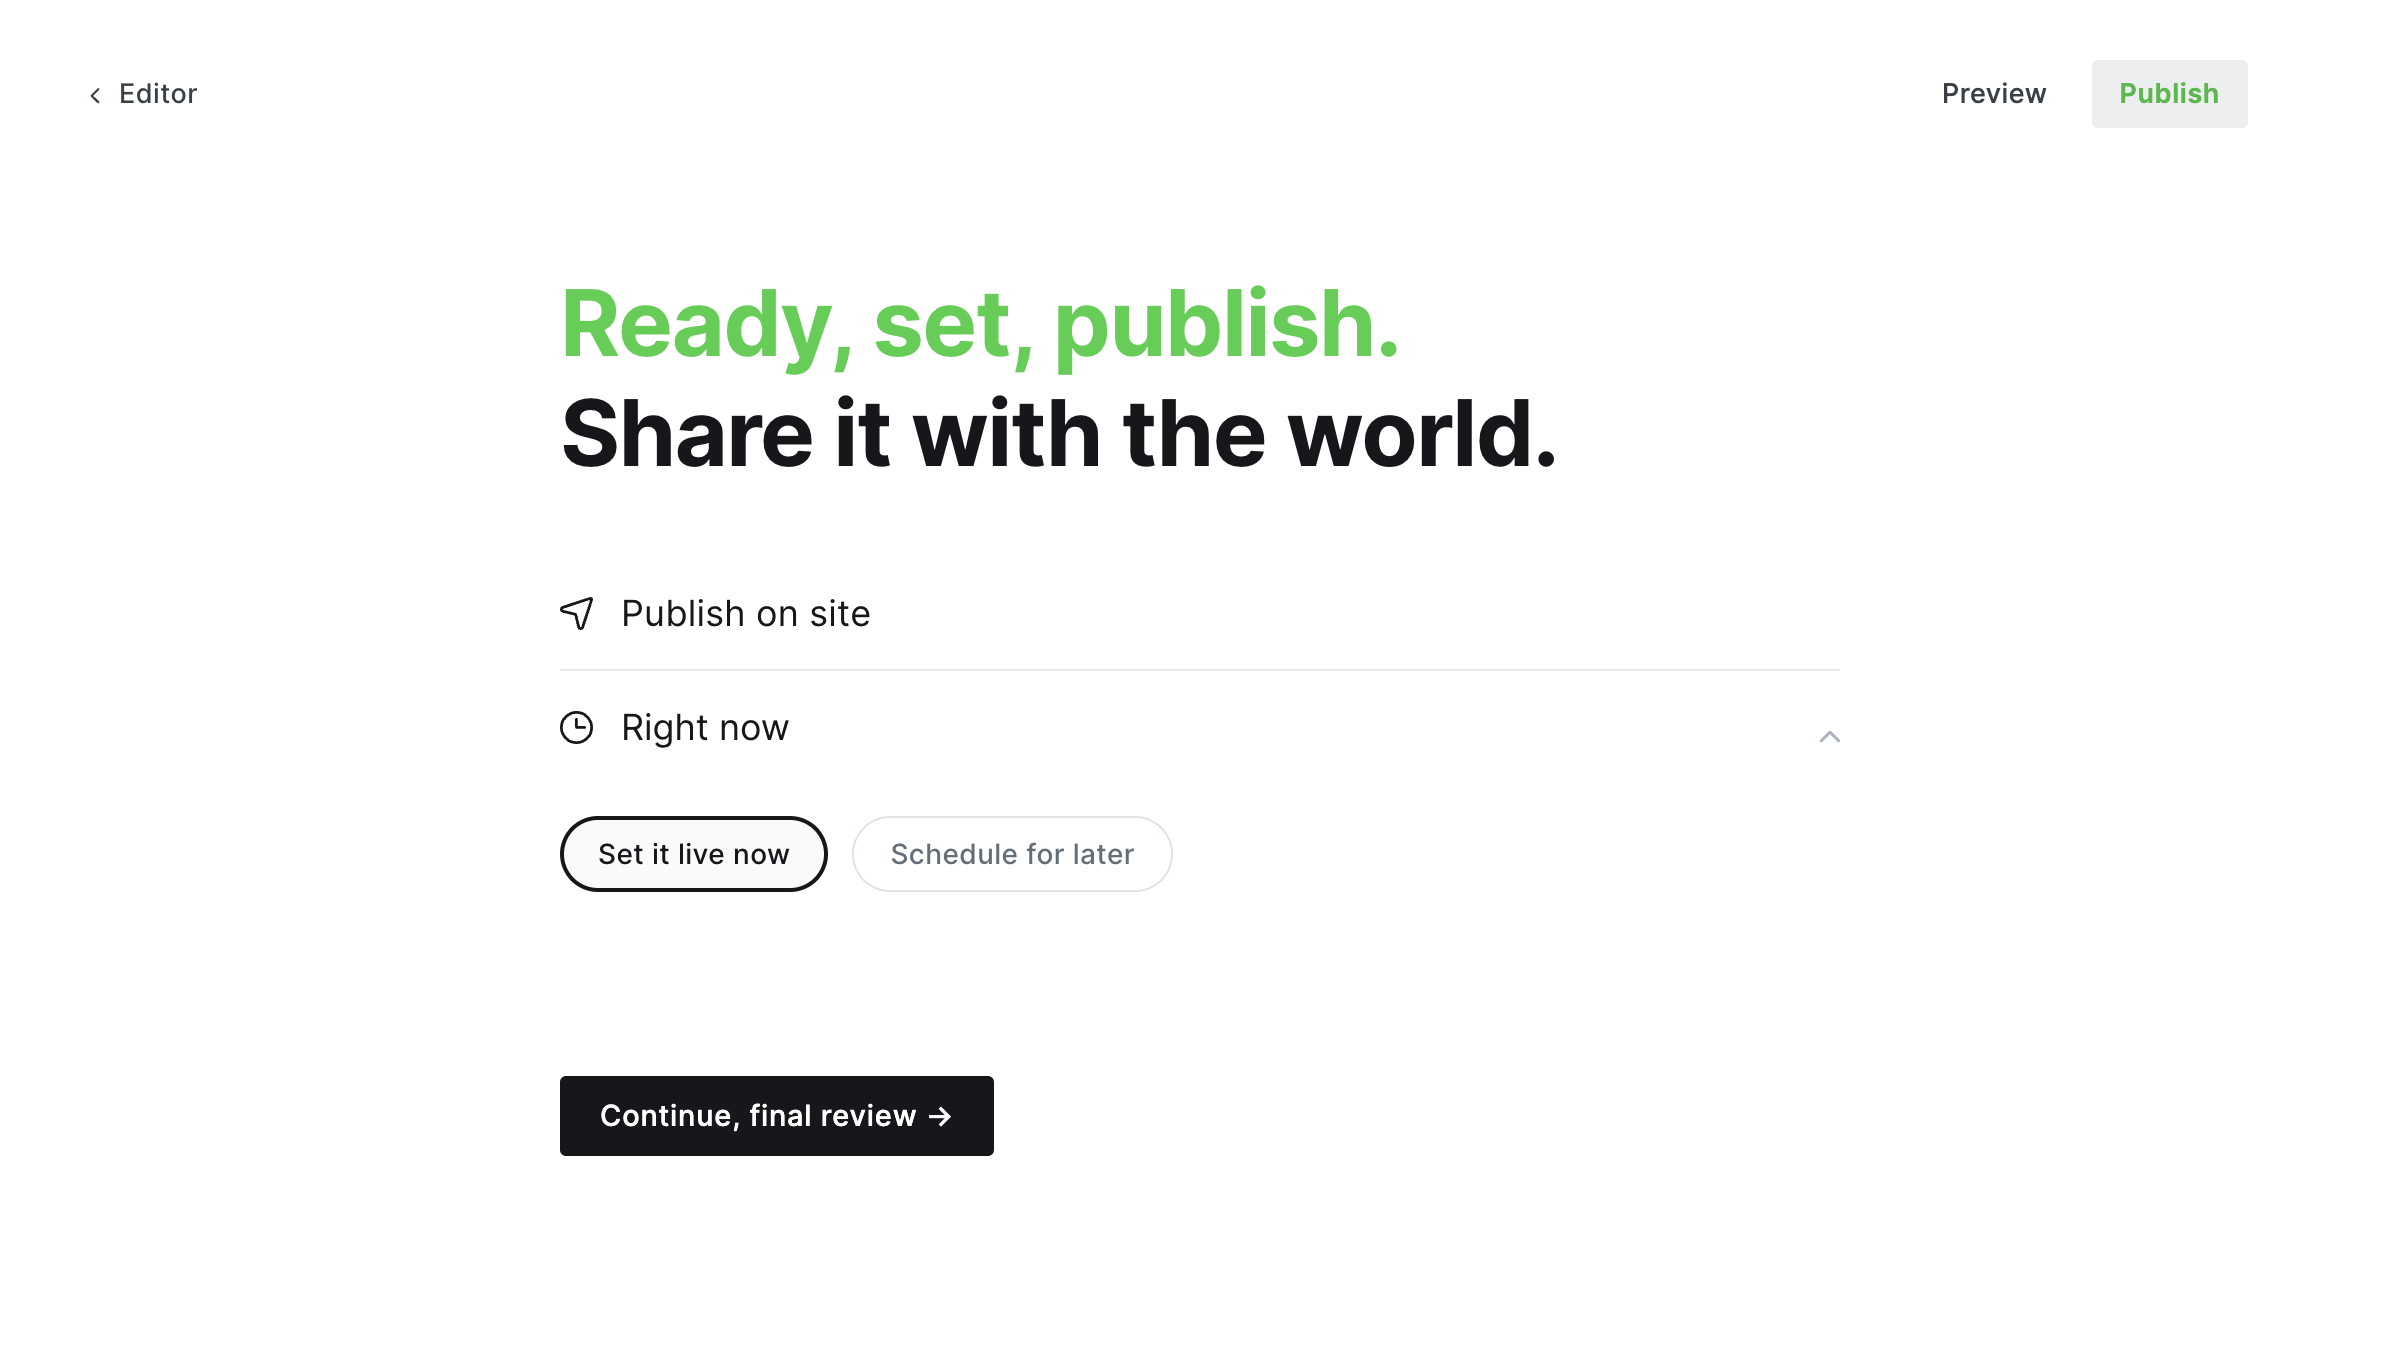 Editor
Preview
Publish
Ready, set, publish.
Share it with the world.
Publish on site
Right now
Set it live now
Schedule for later
Continue, final review →